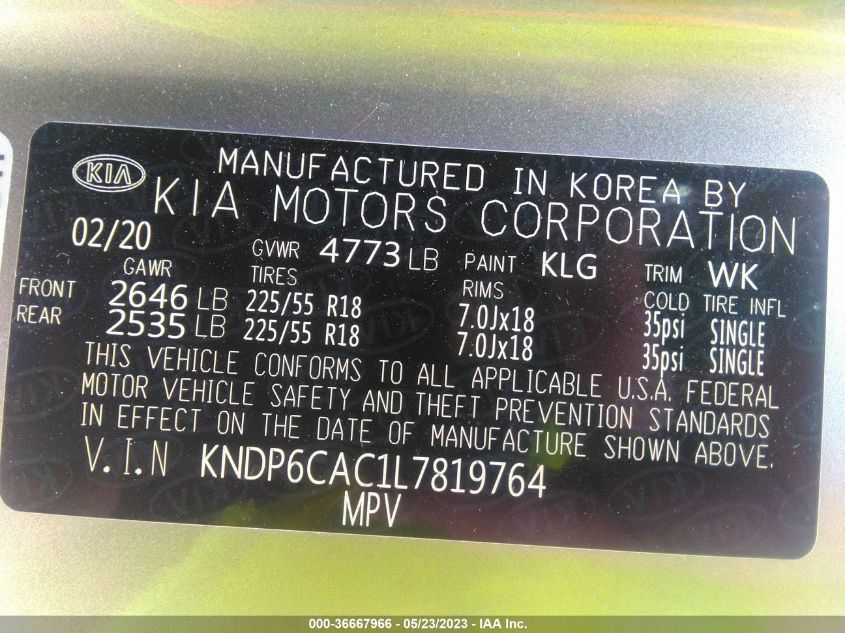 KIA
MANUFACTURED IN KOREA BY
KIA MOTORS CORPORATION
02/20 GVWR 4773 LB PAINT KLG TRIM WK
GAWR TIRES RIMS COLD TIRE INFL
FRONT 2646 LB 225/55 R18 7.0Jx18 35psi SINGLE
REAR 2535 LB 225/55 R18 7.0Jx18 35psi SINGLE
THIS VEHICLE CONFORMS TO ALL APPLICABLE U.S.A. FEDERAL
MOTOR VEHICLE SAFETY AND THEFT PREVENTION STANDARDS
IN EFFECT ON THE DATE OF MANUFACTURE SHOWN ABOVE.
V.I.N KNDP6CAC1L7819764
MPV
000-36667966 - 05/23/2023 - IAA Inc.